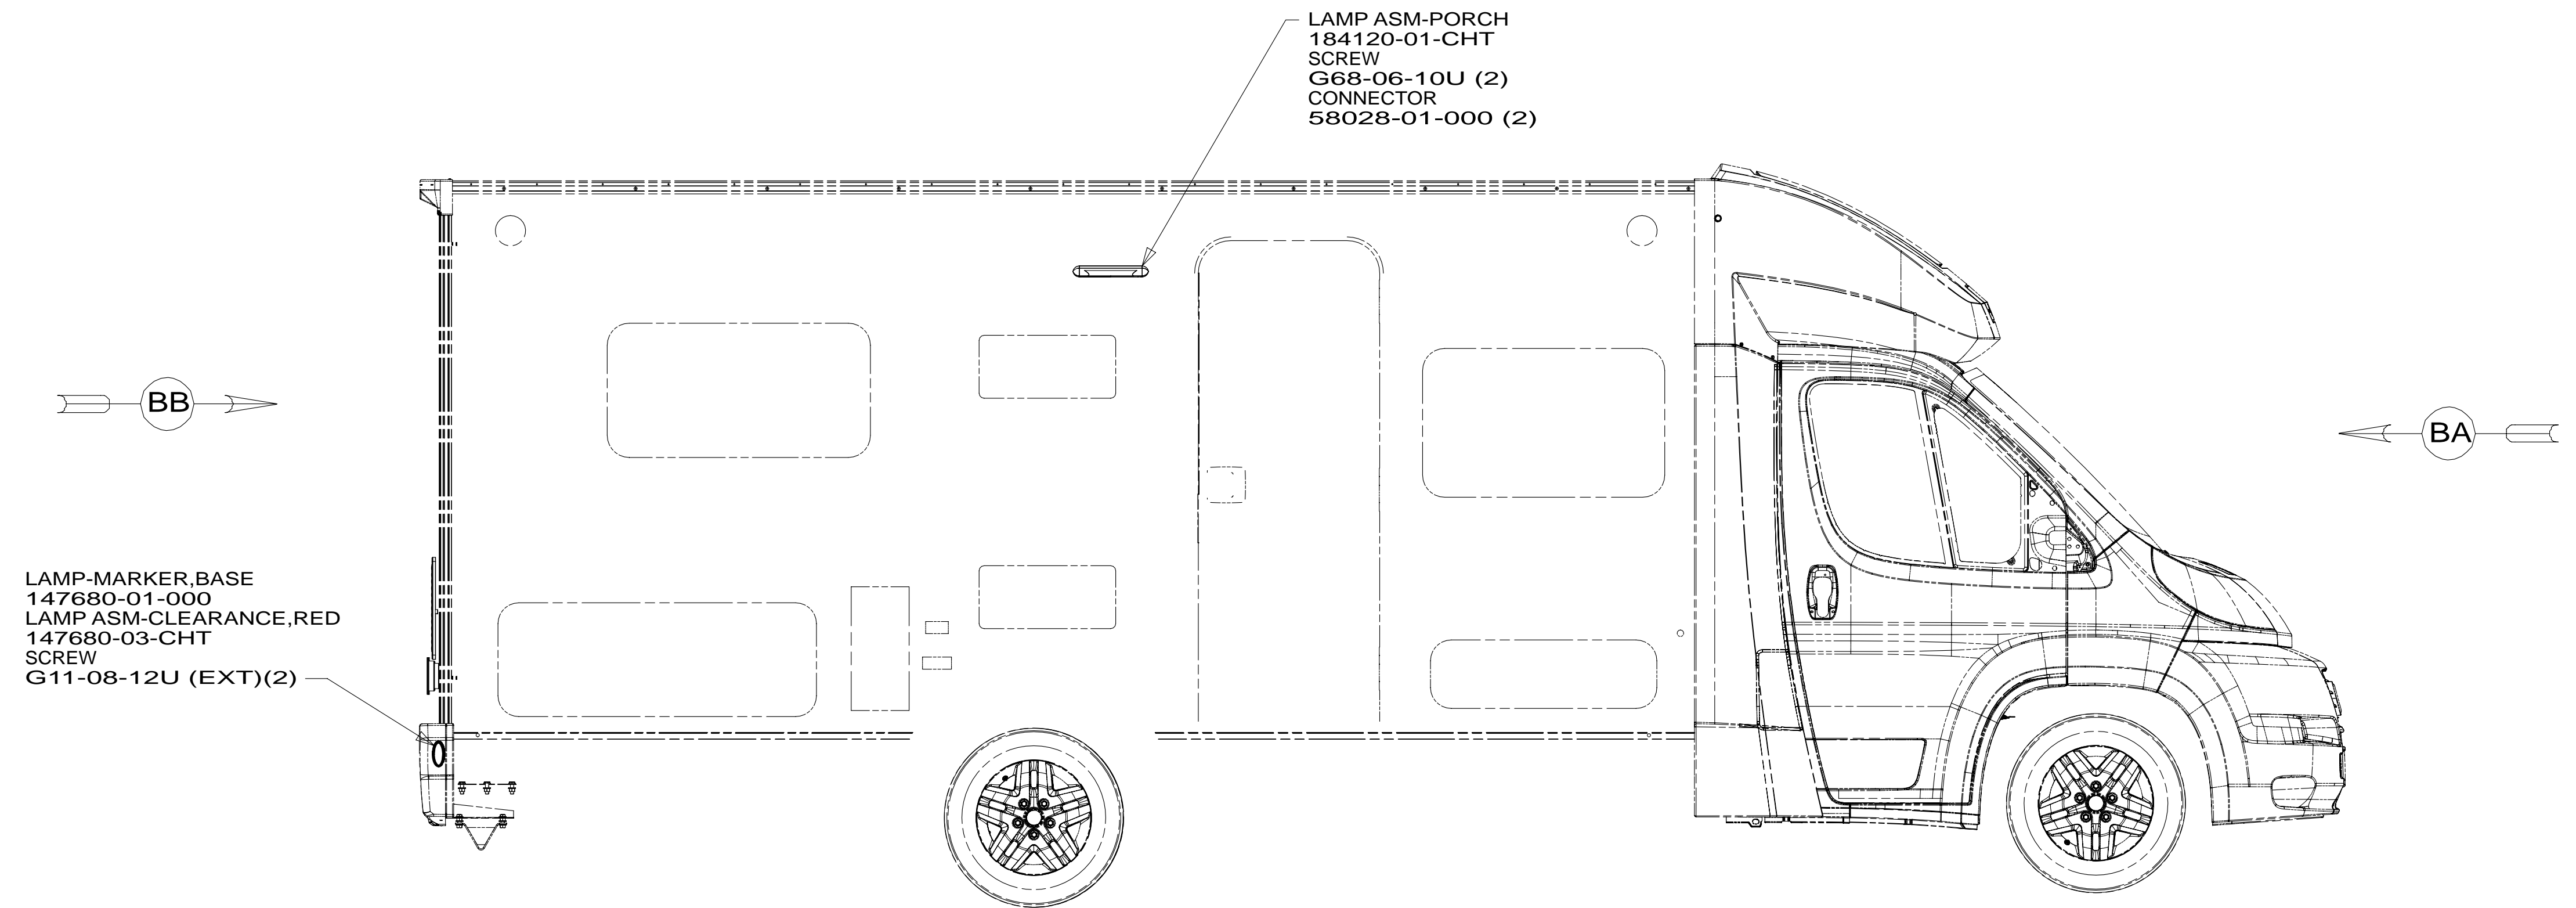 LAMP ASM-PORCH
184120-01-CHT
SCREW
G68-06-10U (2)
CONNECTOR
58028-01-000 (2)
BB
BA
LAMP-MARKER,BASE
147680-01-000
LAMP ASM-CLEARANCE,RED
147680-03-CHT
SCREW
G11-08-12U (EXT)(2)